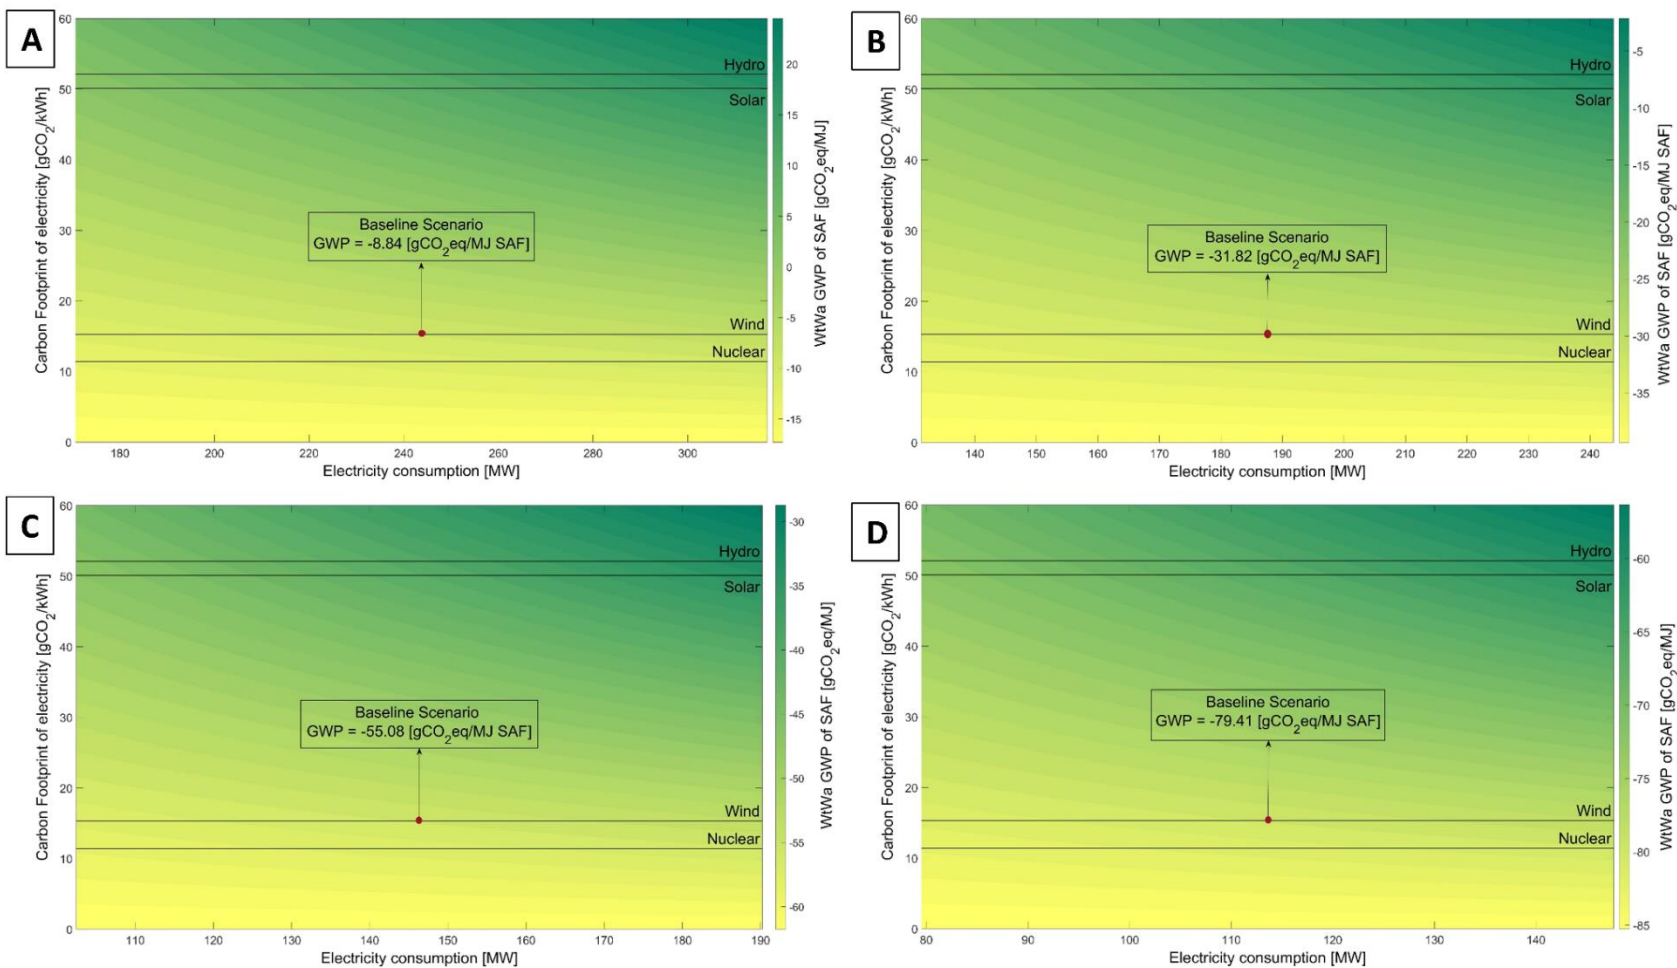 A
60
50
40
30
20
10
0
Carbon Footprint of electricity [gCO2/kWh]
Hydro
Solar
Baseline Scenario
GWP = -8.84 [gCO2eq/MJ SAF]
Wind
Nuclear
180 200 220 240 260 280 300
Electricity consumption [MW]
20
15
10
5
0
-5
-10
-15
WtWa GWP of SAF [gCO2eq/MJ]
B
60
50
40
30
20
10
0
Carbon Footprint of electricity [gCO2/kWh]
Hydro
Solar
Baseline Scenario
GWP = -31.82 [gCO2eq/MJ SAF]
Wind
Nuclear
140 150 160 170 180 190 200 210 220 230 240
Electricity consumption [MW]
-5
-10
-15
-20
-25
-30
-35
WtWa GWP of SAF [gCO2eq/MJ SAF]
C
60
50
40
30
20
10
0
Carbon Footprint of electricity [gCO2/kWh]
Hydro
Solar
Baseline Scenario
GWP = -55.08 [gCO2eq/MJ SAF]
Wind
Nuclear
110 120 130 140 150 160 170 180 190
Electricity consumption [MW]
-30
-35
-40
-45
-50
-55
-60
WtWa GWP of SAF [gCO2eq/MJ]
D
60
50
40
30
20
10
0
Carbon Footprint of electricity [gCO2/kWh]
Hydro
Solar
Baseline Scenario
GWP = -79.41 [gCO2eq/MJ SAF]
Wind
Nuclear
80 90 100 110 120 130 140
Electricity consumption [MW]
-60
-65
-70
-75
-80
-85
WtWa GWP of SAF [gCO2eq/MJ]